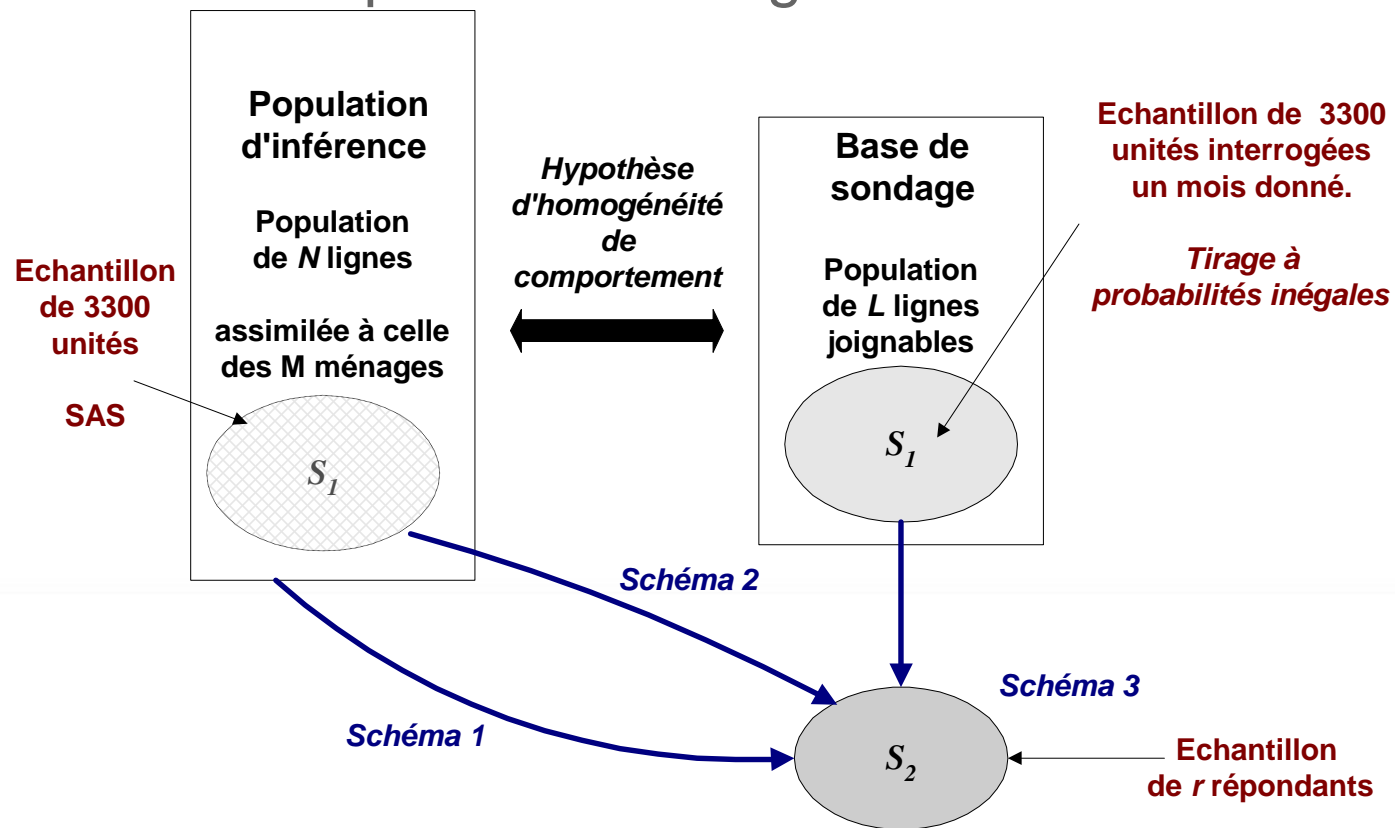 Population
d'inférence
Population
de N lignes
assimilée à celle
des M ménages
S1
Echantillon
de 3300
unités
SAS
Hypothèse
d'homogénéité
de
comportement
Base de
sondage
Population
de L lignes
joignables
S1
Echantillon de 3300
unités interrogées
un mois donné.
Tirage à
probabilités inégales
Schéma 2
Schéma 1
Schéma 3
S2
Echantillon
de r répondants